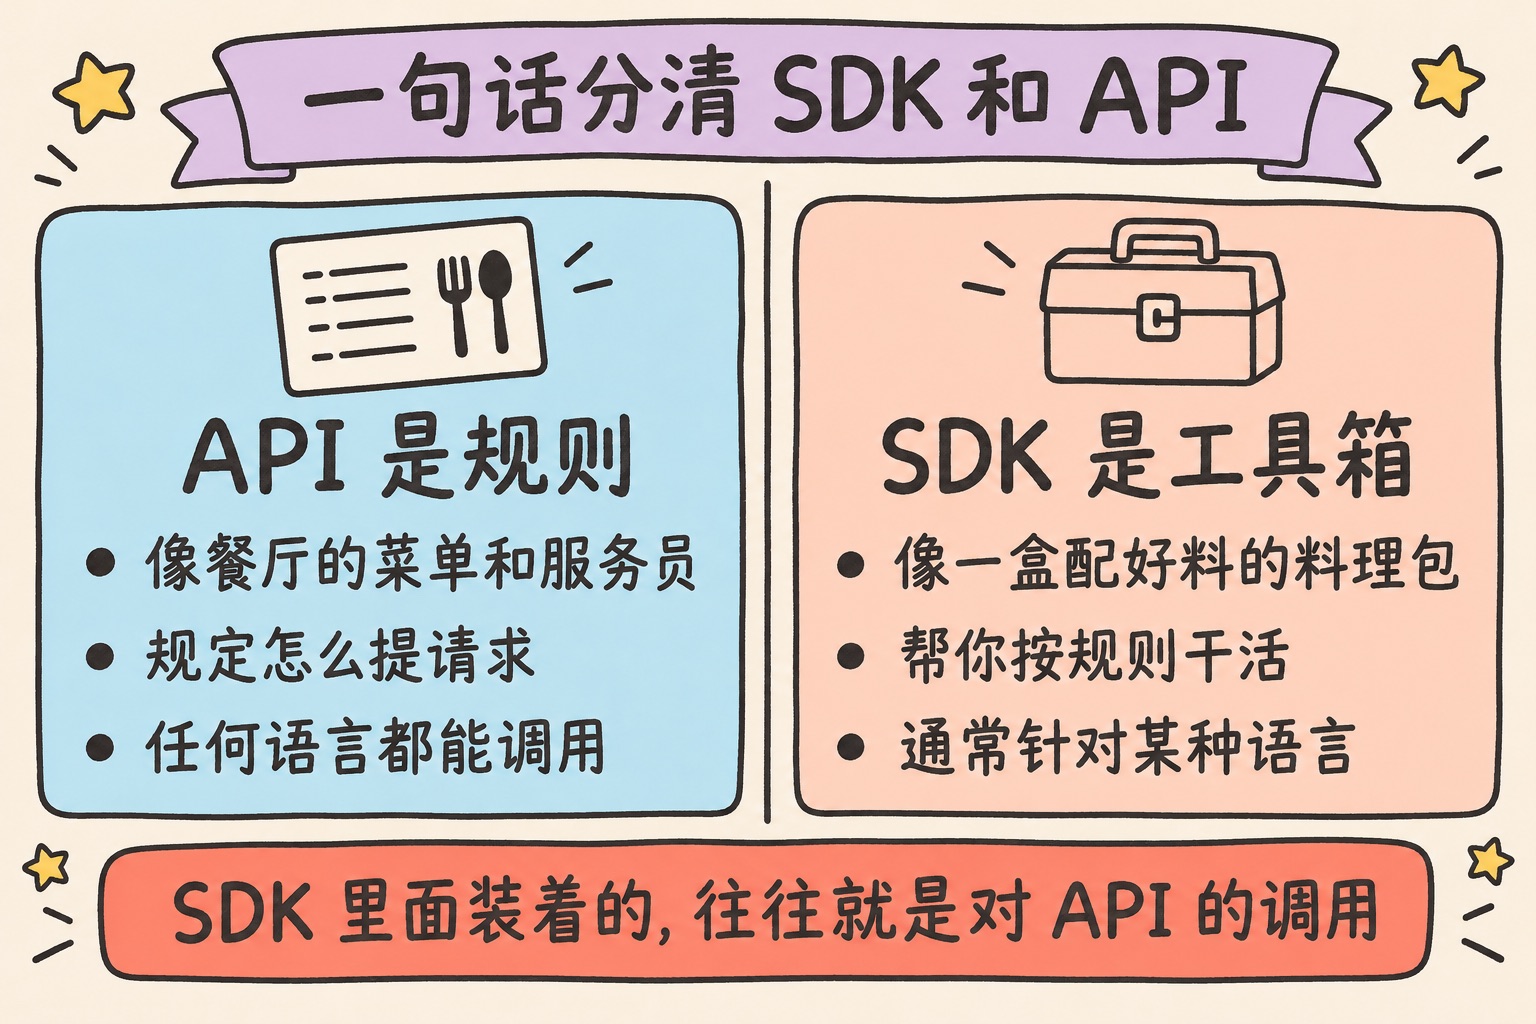 一句话分清 SDK 和 API
API 是规则
● 像餐厅的菜单和服务员
● 规定怎么提请求
● 任何语言都能调用
SDK 是工具箱
● 像一盒配好料的料理包
● 帮你按规则干活
● 通常针对某种语言
SDK 里面装着的, 往往就是对 API 的调用